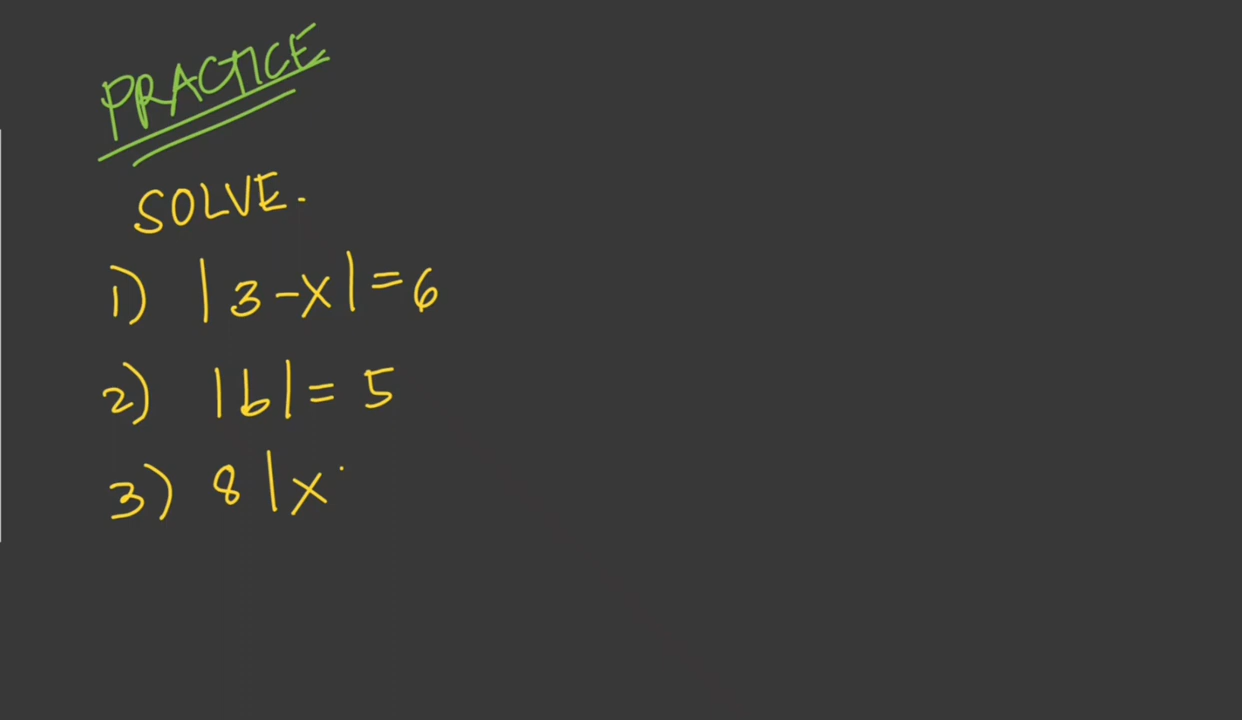 PRACTICE
SOLVE.
1) |3-x|=6
2) |b|= 5
3) 8|x